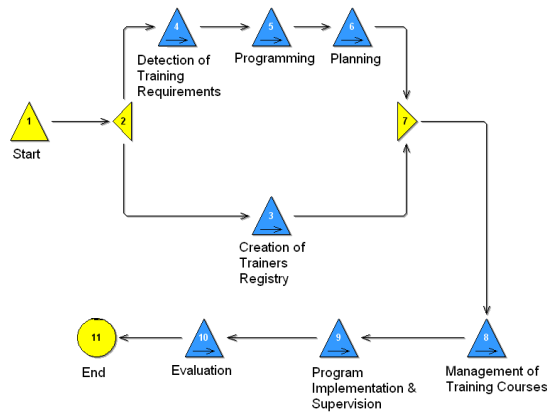 4
5
6
Detection of
Training
Requirements
Programming
Planning
1
2
7
Start
3
Creation of
Trainers
Registry
11
10
9
8
End
Evaluation
Program
Implementation &
Supervision
Management of
Training Courses